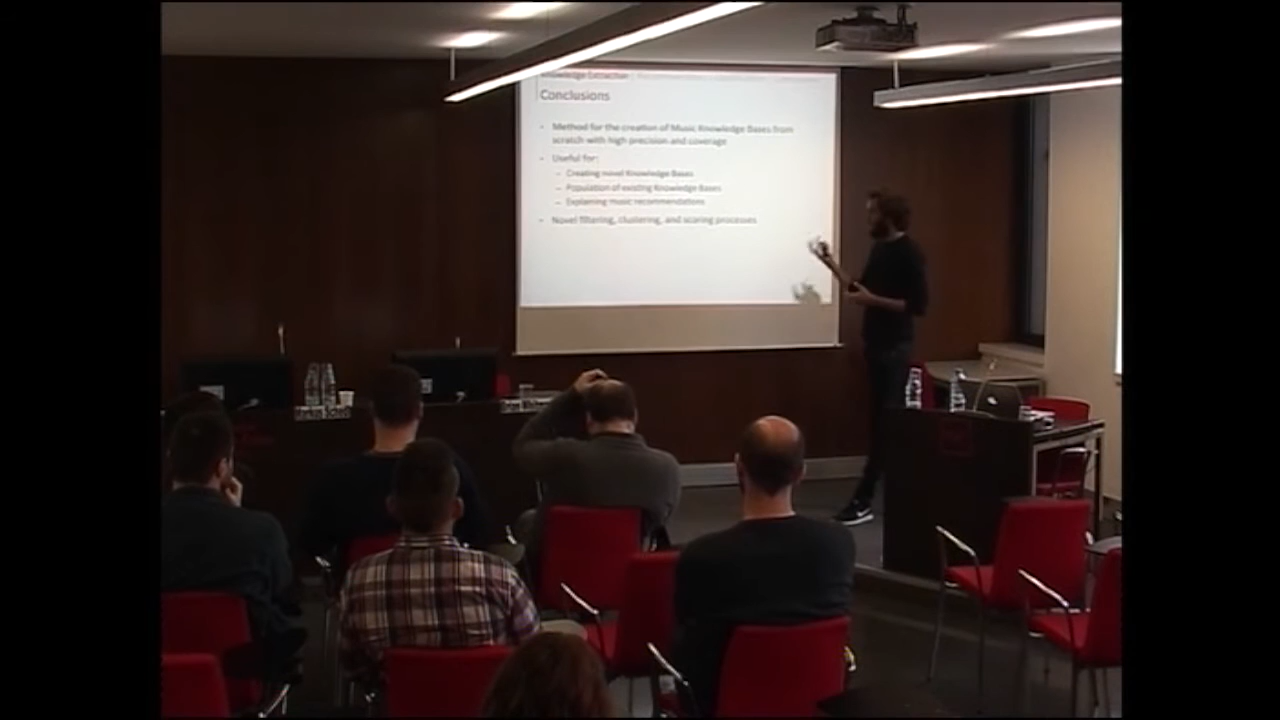 Knowledge Extraction
Conclusions
- Method for the creation of Music Knowledge Bases from
scratch with high precision and coverage
- Useful for:
– Creating novel Knowledge Bases
– Population of existing Knowledge Bases
– Explaining music recommendations
- Novel filtering, clustering, and scoring processes